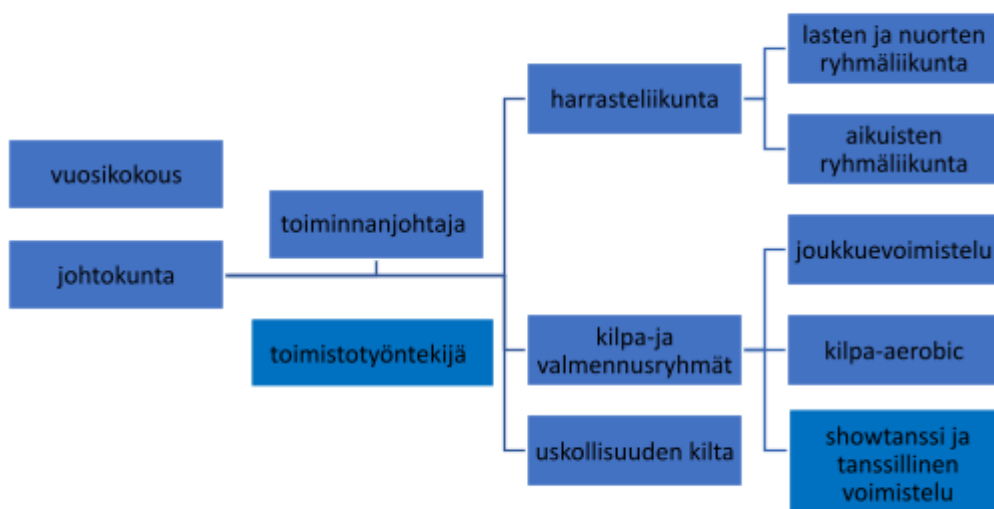 vuosikokous
johtokunta
toiminnanjohtaja
toimistotyöntekijä
harrasteliikunta
lasten ja nuorten
ryhmäliikunta
aikuisten
ryhmäliikunta
kilpa-ja
valmennusryhmät
joukkuevoimistelu
kilpa-aerobic
showtanssi ja
tanssillinen
voimistelu
uskollisuuden kilta